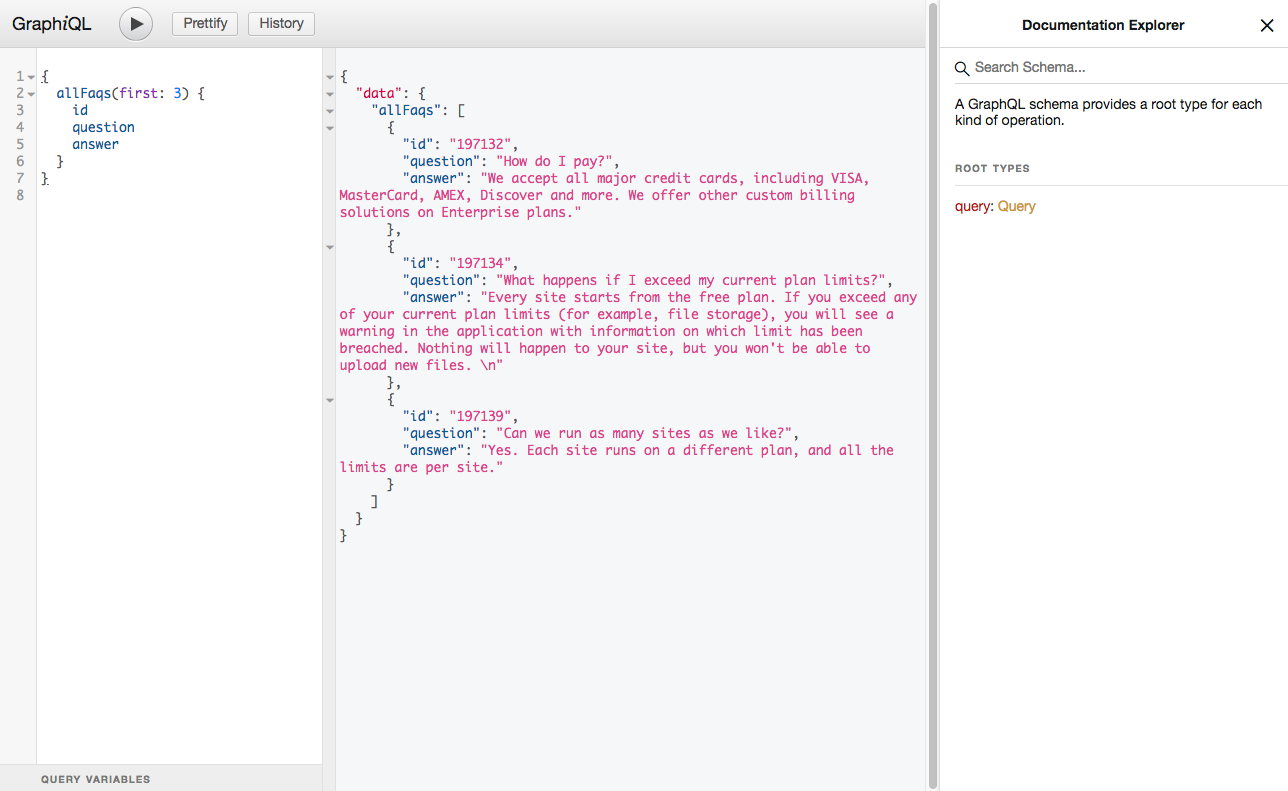 GraphiQL
Prettify
History
1 {
2 allFaqs(first: 3) {
3 id
4 question
5 answer
6 }
7 }
8
QUERY VARIABLES
{
"data": {
"allFaqs": [
{
"id": "197132",
"question": "How do I pay?",
"answer": "We accept all major credit cards, including VISA,
MasterCard, AMEX, Discover and more. We offer other custom billing
solutions on Enterprise plans."
},
{
"id": "197134",
"question": "What happens if I exceed my current plan limits?",
"answer": "Every site starts from the free plan. If you exceed any
of your current plan limits (for example, file storage), you will see a
warning in the application with information on which limit has been
breached. Nothing will happen to your site, but you won't be able to
upload new files. \n"
},
{
"id": "197139",
"question": "Can we run as many sites as we like?",
"answer": "Yes. Each site runs on a different plan, and all the
limits are per site."
}
]
}
}
Documentation Explorer
Search Schema...
A GraphQL schema provides a root type for each
kind of operation.
ROOT TYPES
query: Query